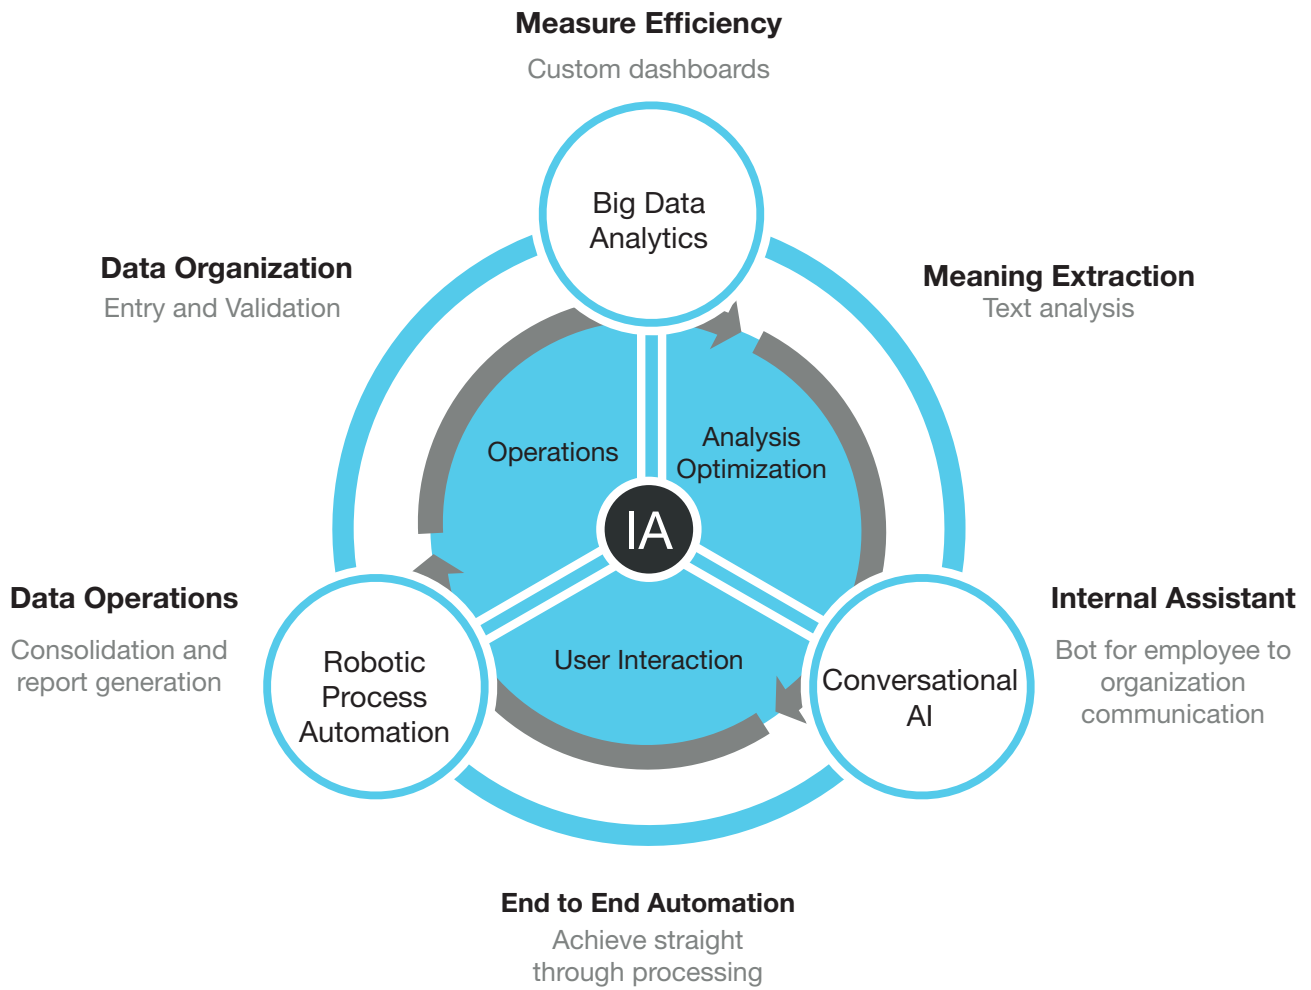 Measure Efficiency
Custom dashboards
Big Data
Analytics
Data Organization
Entry and Validation
Meaning Extraction
Text analysis
Operations
Analysis
Optimization
IA
User Interaction
Data Operations
Consolidation and
report generation
Robotic
Process
Automation
Conversational
AI
Internal Assistant
Bot for employee to
organization
communication
End to End Automation
Achieve straight
through processing